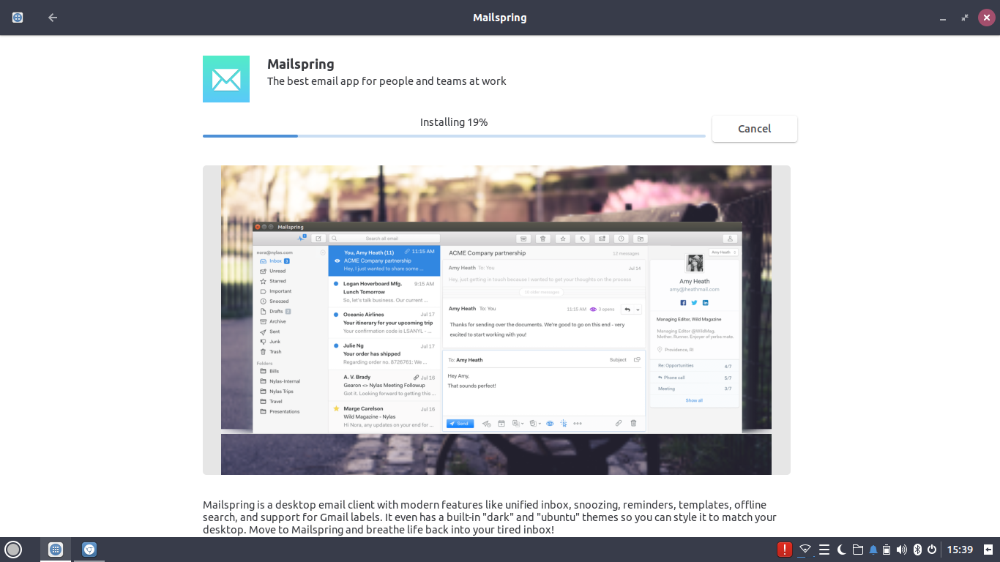 Mailspring
Mailspring
The best email app for people and teams at work
Installing 19%
Cancel
Mailspring
Search all email
nora@nylas.com
Inbox 3
Unread
Starred
Important
Snoozed
Drafts 2
Archive
Sent
Junk
Trash
Folders
Bills
Nylas-Internal
Nylas Trips
Travel
Presentations
You, Amy Heath (11) 11:15 AM
ACME Company partnership
Hey, I just wanted to share some ...
Logan Hoverboard Mfg. 9:15 AM
Lunch Tomorrow
So, let's talk business. Our current ...
Oceanic Airlines Jul 17
Your itinerary for your upcoming trip
Your confirmation code is LSANYL - ...
Julie Ng Jul 17
Your order has shipped
Regarding order no. 8726761: We ...
A. V. Brady Jul 16
Gearon <> Nylas Meeting Followup
Got it. Looking forward to getting this ...
Marge Carelson Jul 16
Wild Magazine - Nylas
Hi Nora, any updates on your end for ...
ACME Company partnership 12 messages
Amy Heath To: You Jul 14
Hey, just getting in touch because I wanted to get your thoughts on the process
older messages
Amy Heath To: You 11:15 AM 3 opens
Thanks for sending over the documents. We're good to go on this end - very
excited to start working with you!
To: Amy Heath Subject
Hey Amy,
That sounds perfect!
Send
Amy Heath
Amy Heath
amy@heathmail.com
Managing Editor, Wild Magazine
Managing Editor @WildMag.
Mother. Runner. Enjoyer of yerba mate.
Providence, RI
Re: Opportunities 4/7
Phone call 5/7
Meeting 3/7
Show all
Mailspring is a desktop email client with modern features like unified inbox, snoozing, reminders, templates, offline
search, and support for Gmail labels. It even has a built-in "dark" and "ubuntu" themes so you can style it to match your
desktop. Move to Mailspring and breathe life back into your tired inbox!
15:39